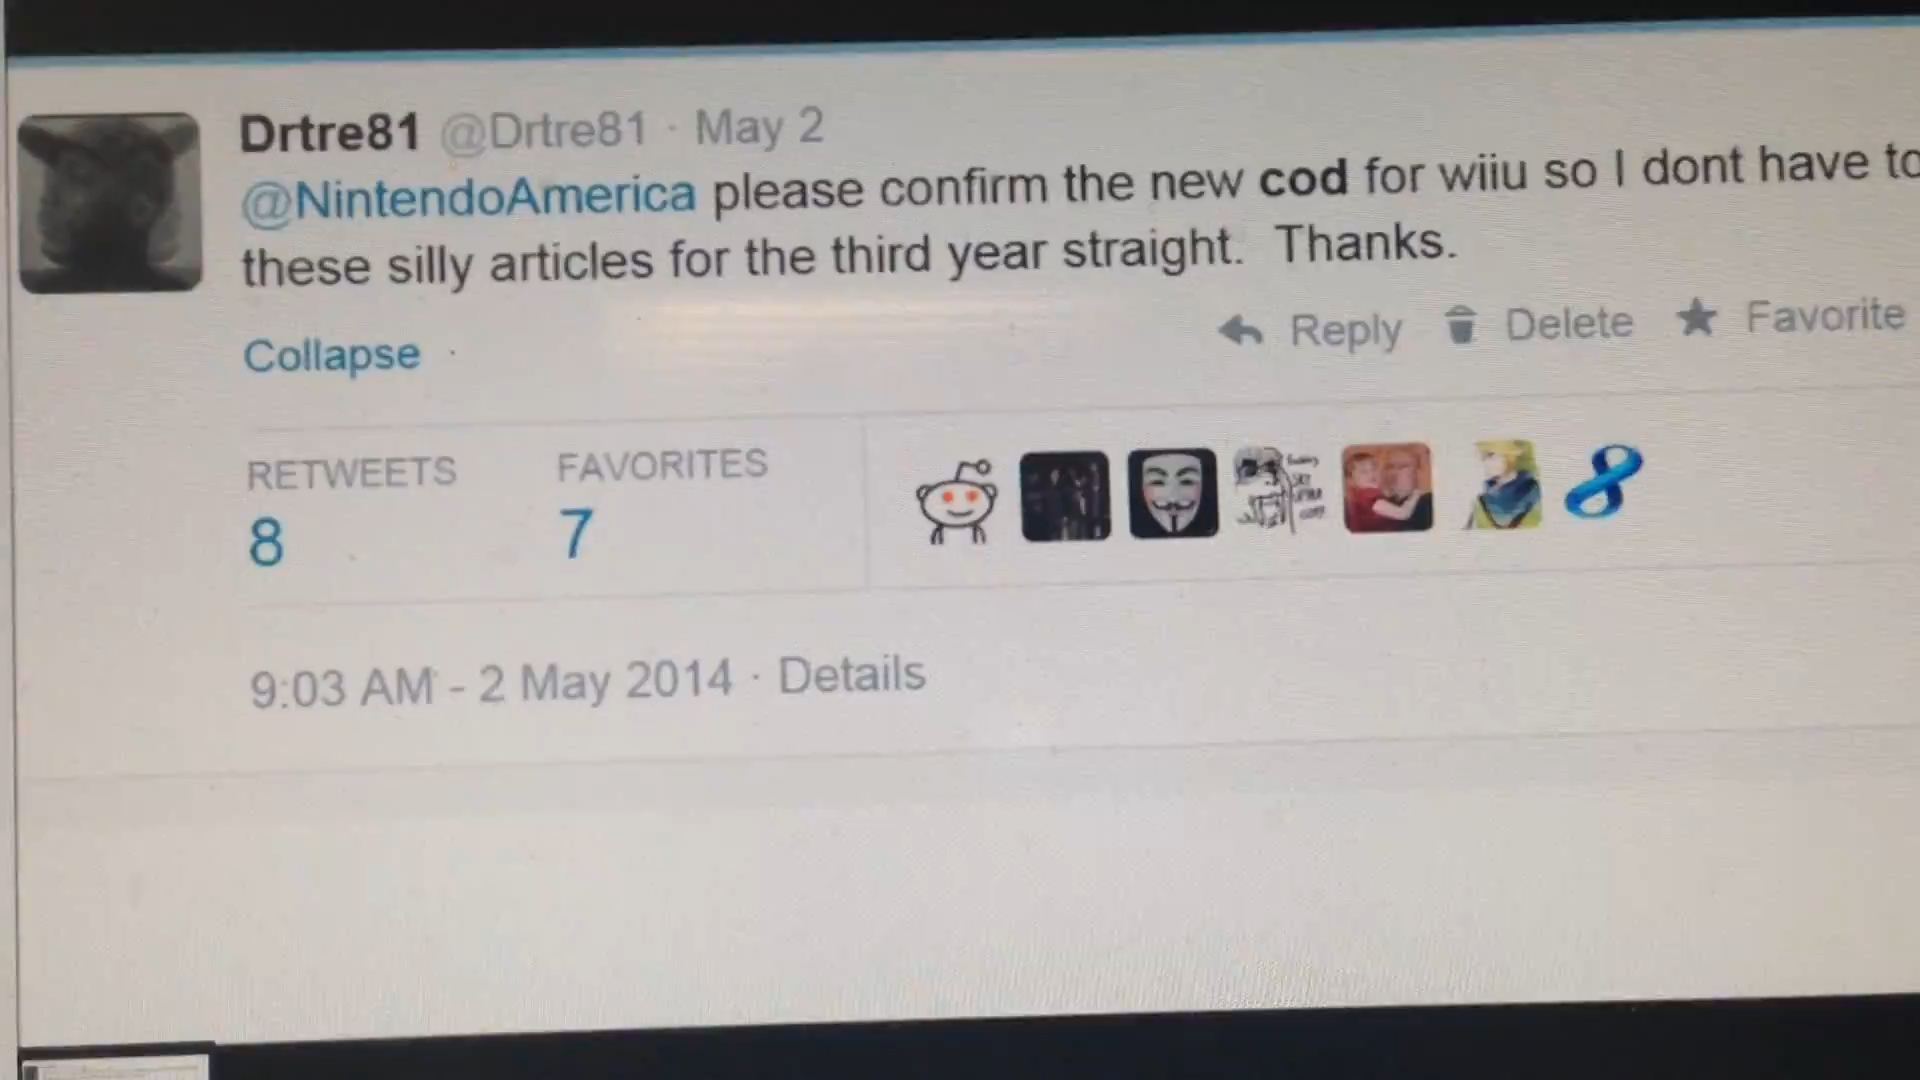 Drtre81 @Drtre81 · May 2
@NintendoAmerica please confirm the new cod for wiiu so I dont have to
these silly articles for the third year straight. Thanks.
Collapse
Reply Delete Favorite
RETWEETS FAVORITES
8 7
9:03 AM - 2 May 2014 · Details